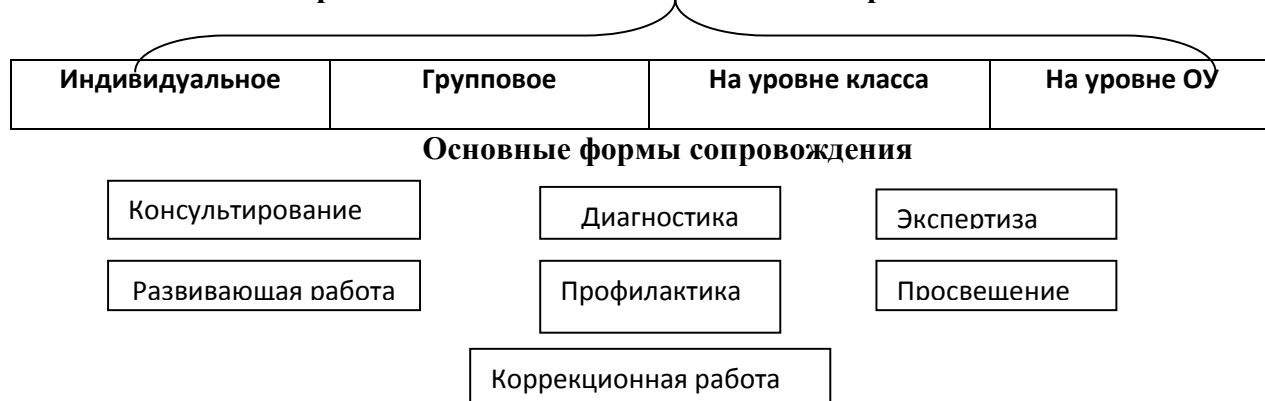 Индивидуальное Групповое На уровне класса На уровне ОУ
Основные формы сопровождения
Консультирование Диагностика Экспертиза
Развивающая работа Профилактика Просвещение
Коррекционная работа